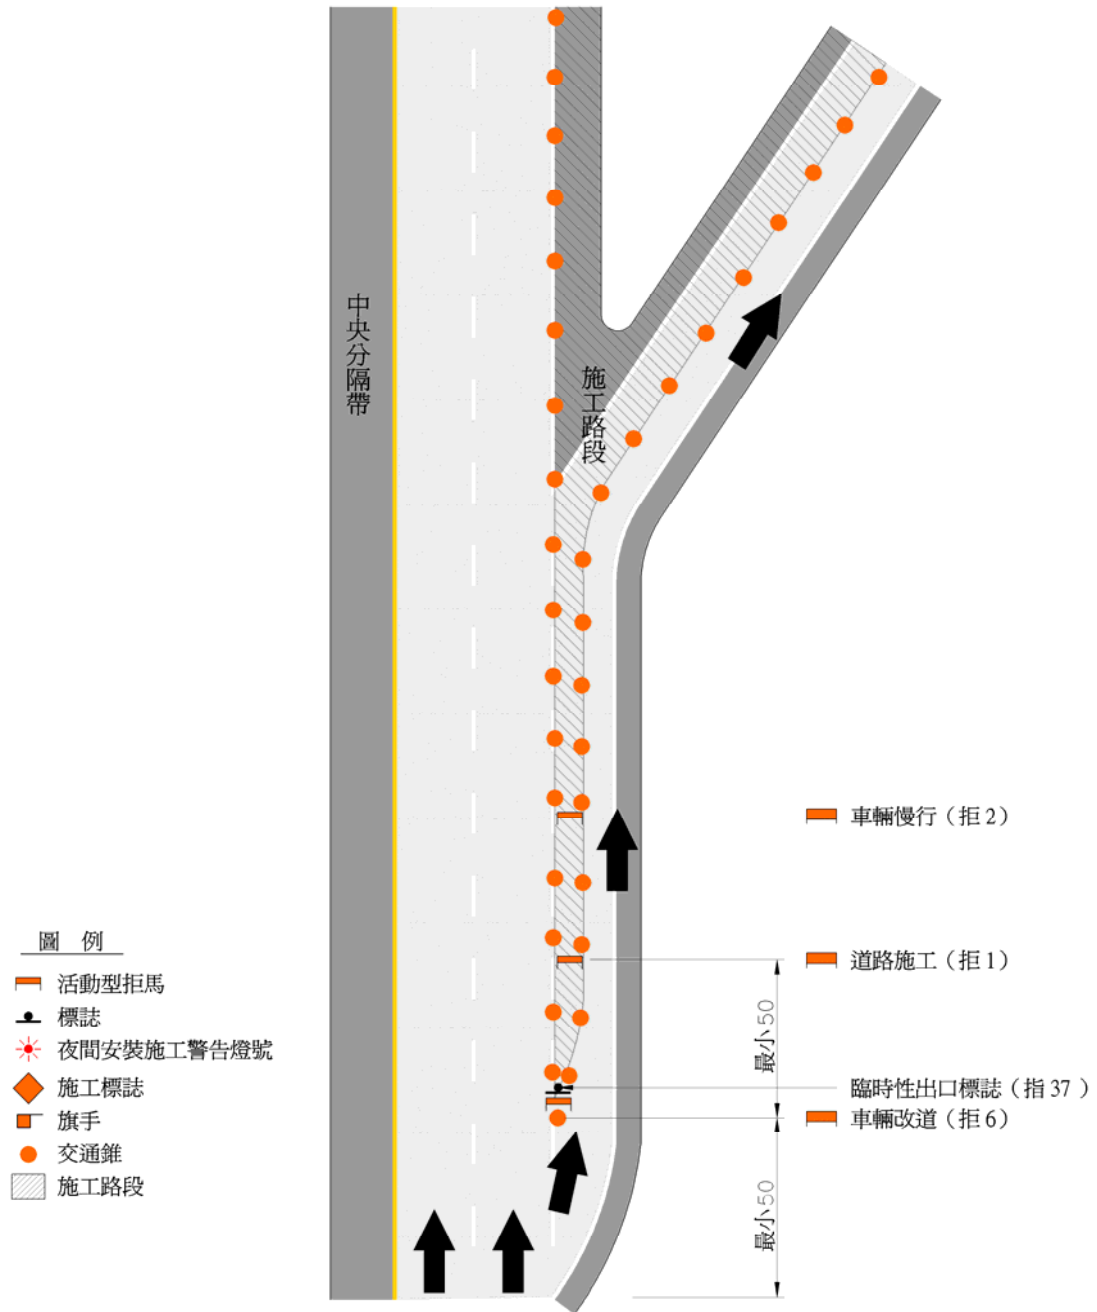 中央分隔帶
施工路段
車輛慢行（拒2）
圖 例
活動型拒馬
標誌
夜間安裝施工警告燈號
施工標誌
旗手
交通錐
施工路段
道路施工（拒1）
最小50
臨時性出口標誌（指37 ）
車輛改道（拒6）
最小50